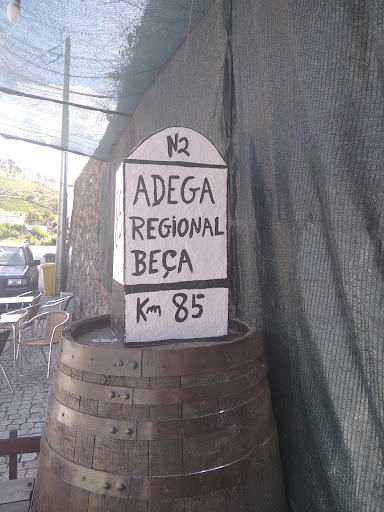 N2
ADEGA
REGIONAL
BEÇA
Km 85